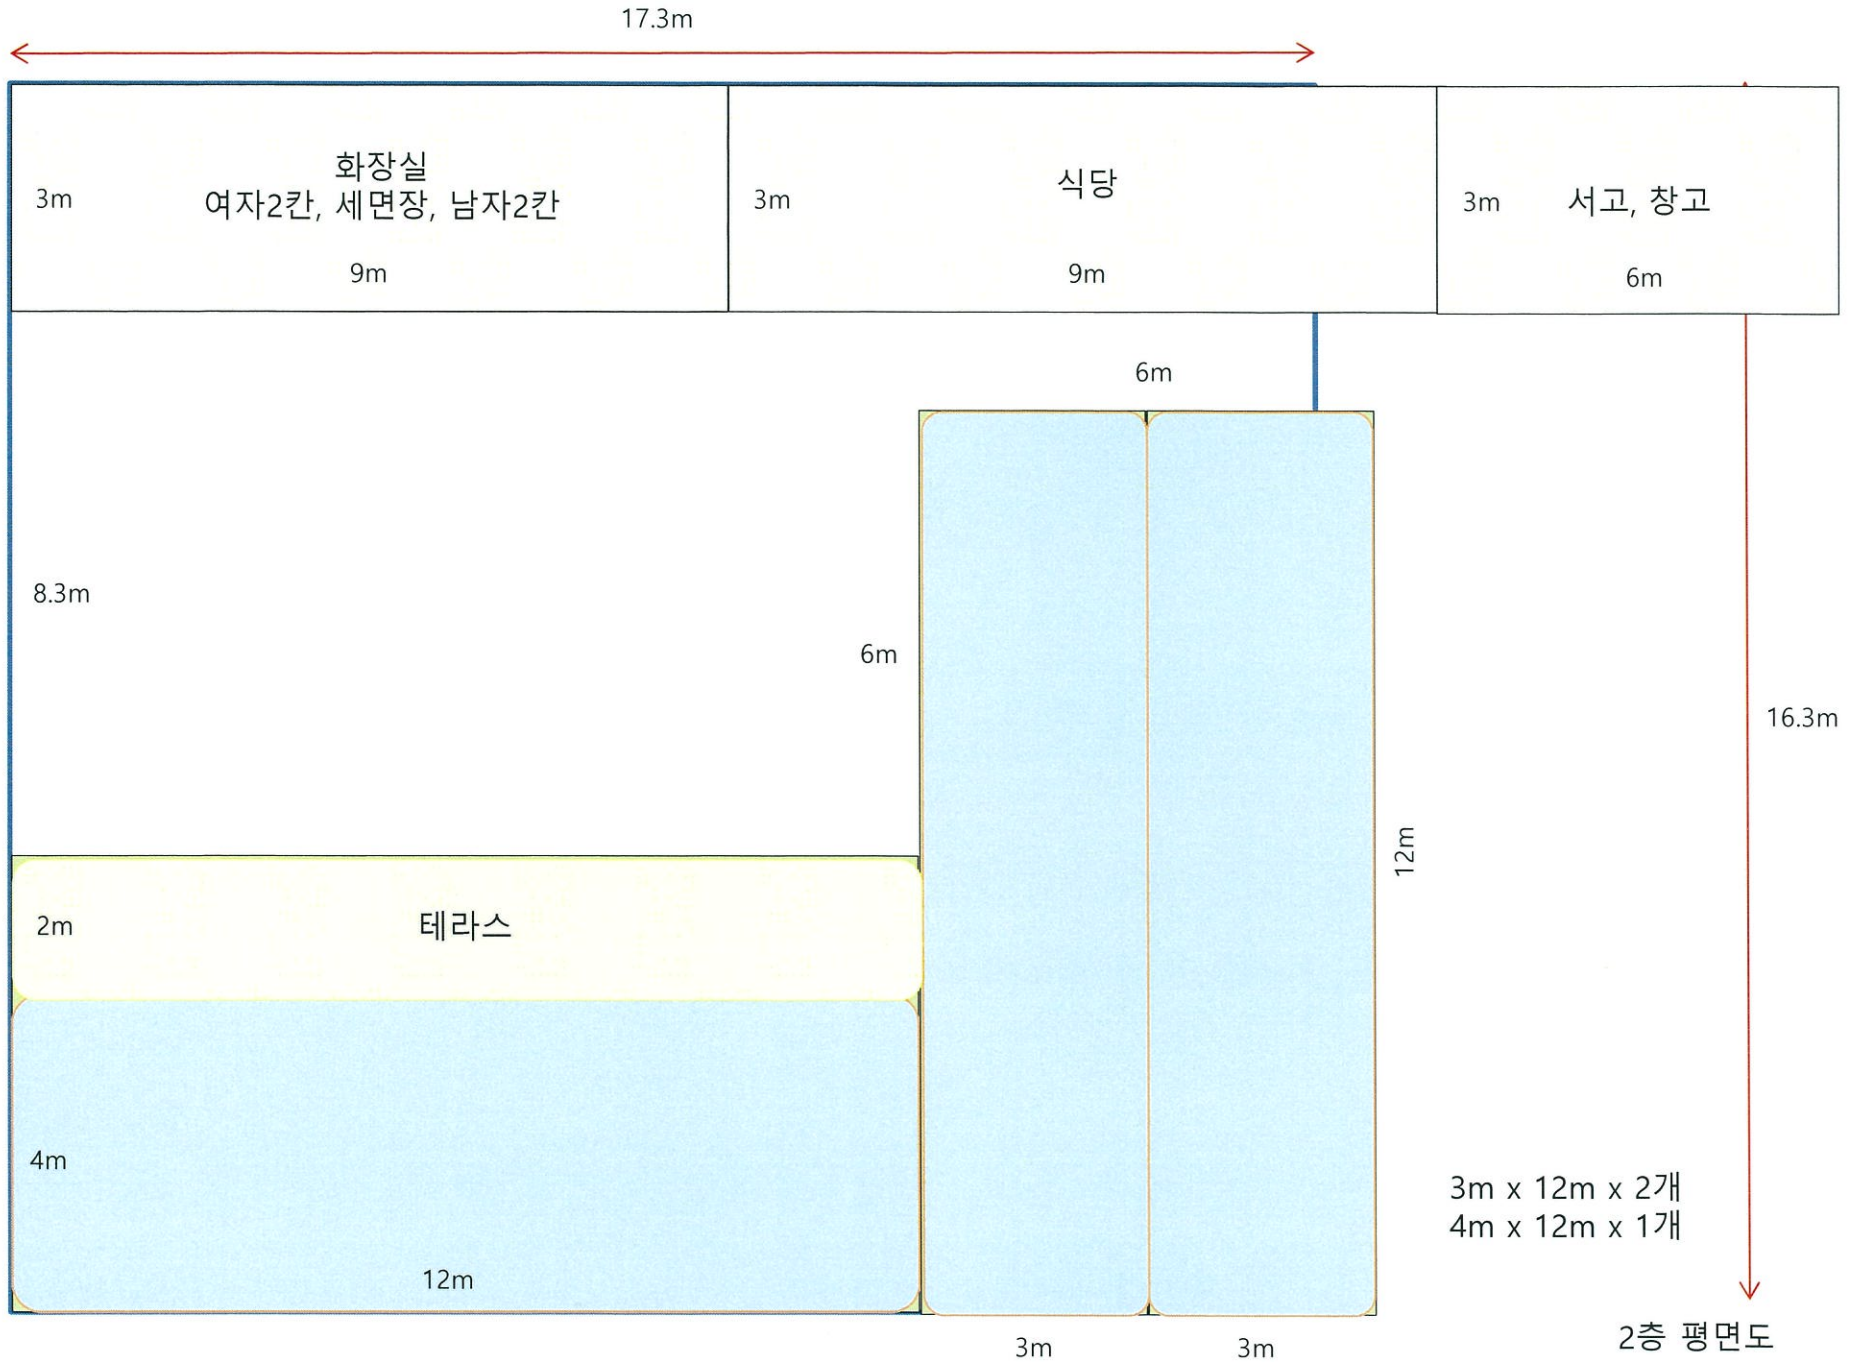 17.3m
화장실
여자2칸, 세면장, 남자2칸
3m
9m
식당
3m
9m
3m
서고, 창고
6m
6m
8.3m
6m
16.3m
12m
2m
테라스
4m
12m
3m x 12m x 2개
4m x 12m x 1개
2층 평면도
3m
3m